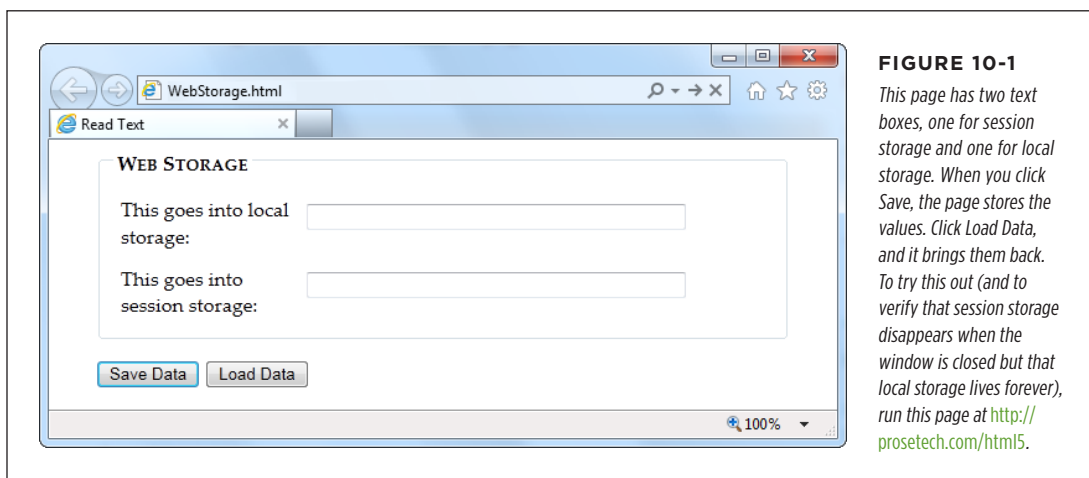 WebStorage.html
Read Text
WEB STORAGE
This goes into local
storage:
This goes into
session storage:
Save Data
Load Data
100%
FIGURE 10-1
This page has two text
boxes, one for session
storage and one for local
storage. When you click
Save, the page stores the
values. Click Load Data,
and it brings them back.
To try this out (and to
verify that session storage
disappears when the
window is closed but that
local storage lives forever),
run this page at http://
prosetech.com/html5.